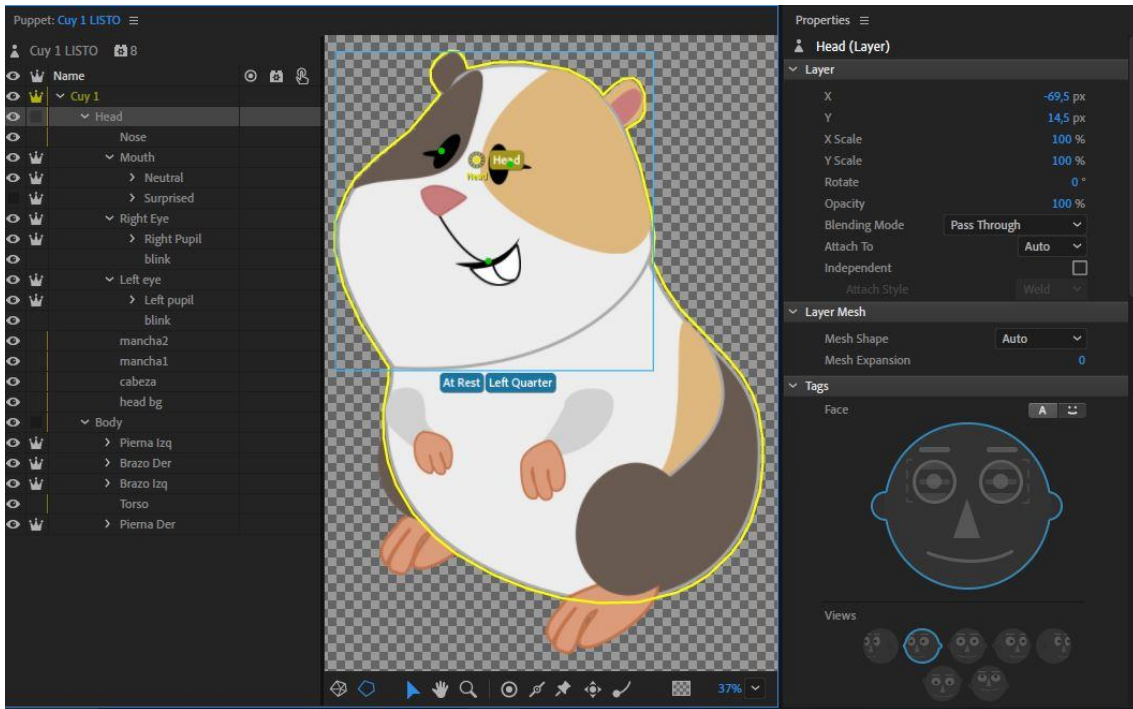 Puppet: Cuy 1 LISTO
Cuy 1 LISTO 8
Name
Cuy 1
Head
Nose
Mouth
Neutral
Surprised
Right Eye
Right Pupil
blink
Left eye
Left pupil
blink
mancha2
mancha1
cabeza
head bg
Body
Pierna Izq
Brazo Der
Brazo Izq
Torso
Pierna Der
Head
Head
At Rest Left Quarter
37%
Properties
Head (Layer)
Layer
X -69,5 px
Y 14,5 px
X Scale 100 %
Y Scale 100 %
Rotate 0 °
Opacity 100 %
Blending Mode Pass Through
Attach To Auto
Independent
Attach Style Weld
Layer Mesh
Mesh Shape Auto
Mesh Expansion 0
Tags
Face A
Views